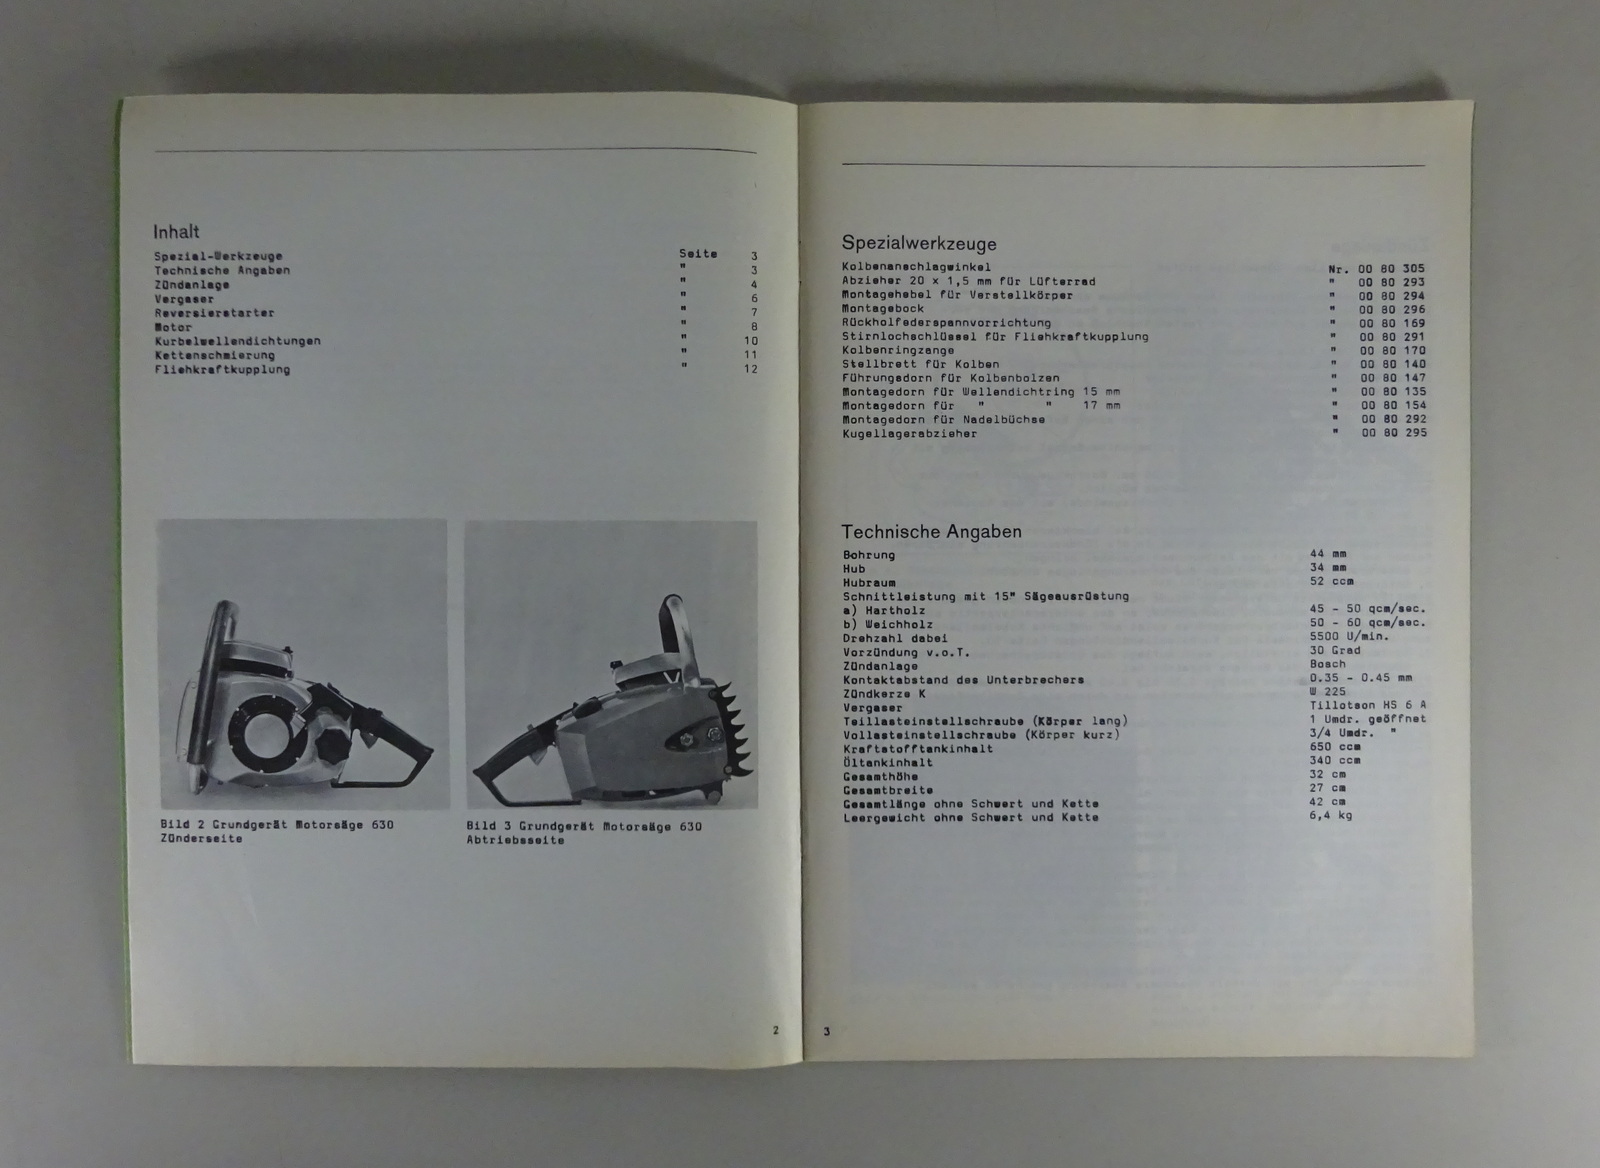 Inhalt
Spezial-Werkzeuge Seite 3
Technische Angaben " 3
Zündanlage " 4
Vergaser " 6
Reversierstarter " 7
Motor " 8
Kurbelwellendichtungen " 10
Kettenschmierung " 11
Fliehkraftkupplung " 12
Bild 2 Grundgerät Motorsäge 630
Zünderseite
Bild 3 Grundgerät Motorsäge 630
Abtriebsseite
2
Spezialwerkzeuge
Kolbenanschlagwinkel Nr. 00 80 305
Abzieher 20 x 1,5 mm für Lüfterrad " 00 80 293
Montagehebel für Verstellkörper " 00 80 294
Montagebock " 00 80 296
Rückholfederspannvorrichtung " 00 80 169
Stirnlochschlüssel für Fliehkraftkupplung " 00 80 291
Kolbenringzange " 00 80 170
Stellbrett für Kolben " 00 80 140
Führungsdorn für Kolbenbolzen " 00 80 147
Montagedorn für Wellendichtring 15 mm " 00 80 135
Montagedorn für " " 17 mm " 00 80 154
Montagedorn für Nadelbüchse " 00 80 292
Kugellagerabzieher " 00 80 295
Technische Angaben
Bohrung 44 mm
Hub 34 mm
Hubraum 52 ccm
Schnittleistung mit 15" Sägeausrüstung
a) Hartholz 45 - 50 qcm/sec.
b) Weichholz 50 - 60 qcm/sec.
Drehzahl dabei 5500 U/min.
Vorzündung v.o.T. 30 Grad
Zündanlage Bosch
Kontaktabstand des Unterbrechers 0.35 - 0.45 mm
Zündkerze K W 225
Vergaser Tillotson HS 6 A
Teillasteinstellschraube (Körper lang) 1 Umdr. geöffnet
Vollasteinstellschraube (Körper kurz) 3/4 Umdr. "
Kraftstofftankinhalt 650 ccm
Öltankinhalt 340 ccm
Gesamthöhe 32 cm
Gesamtbreite 27 cm
Gesamtlänge ohne Schwert und Kette 42 cm
Leergewicht ohne Schwert und Kette 6,4 kg
3